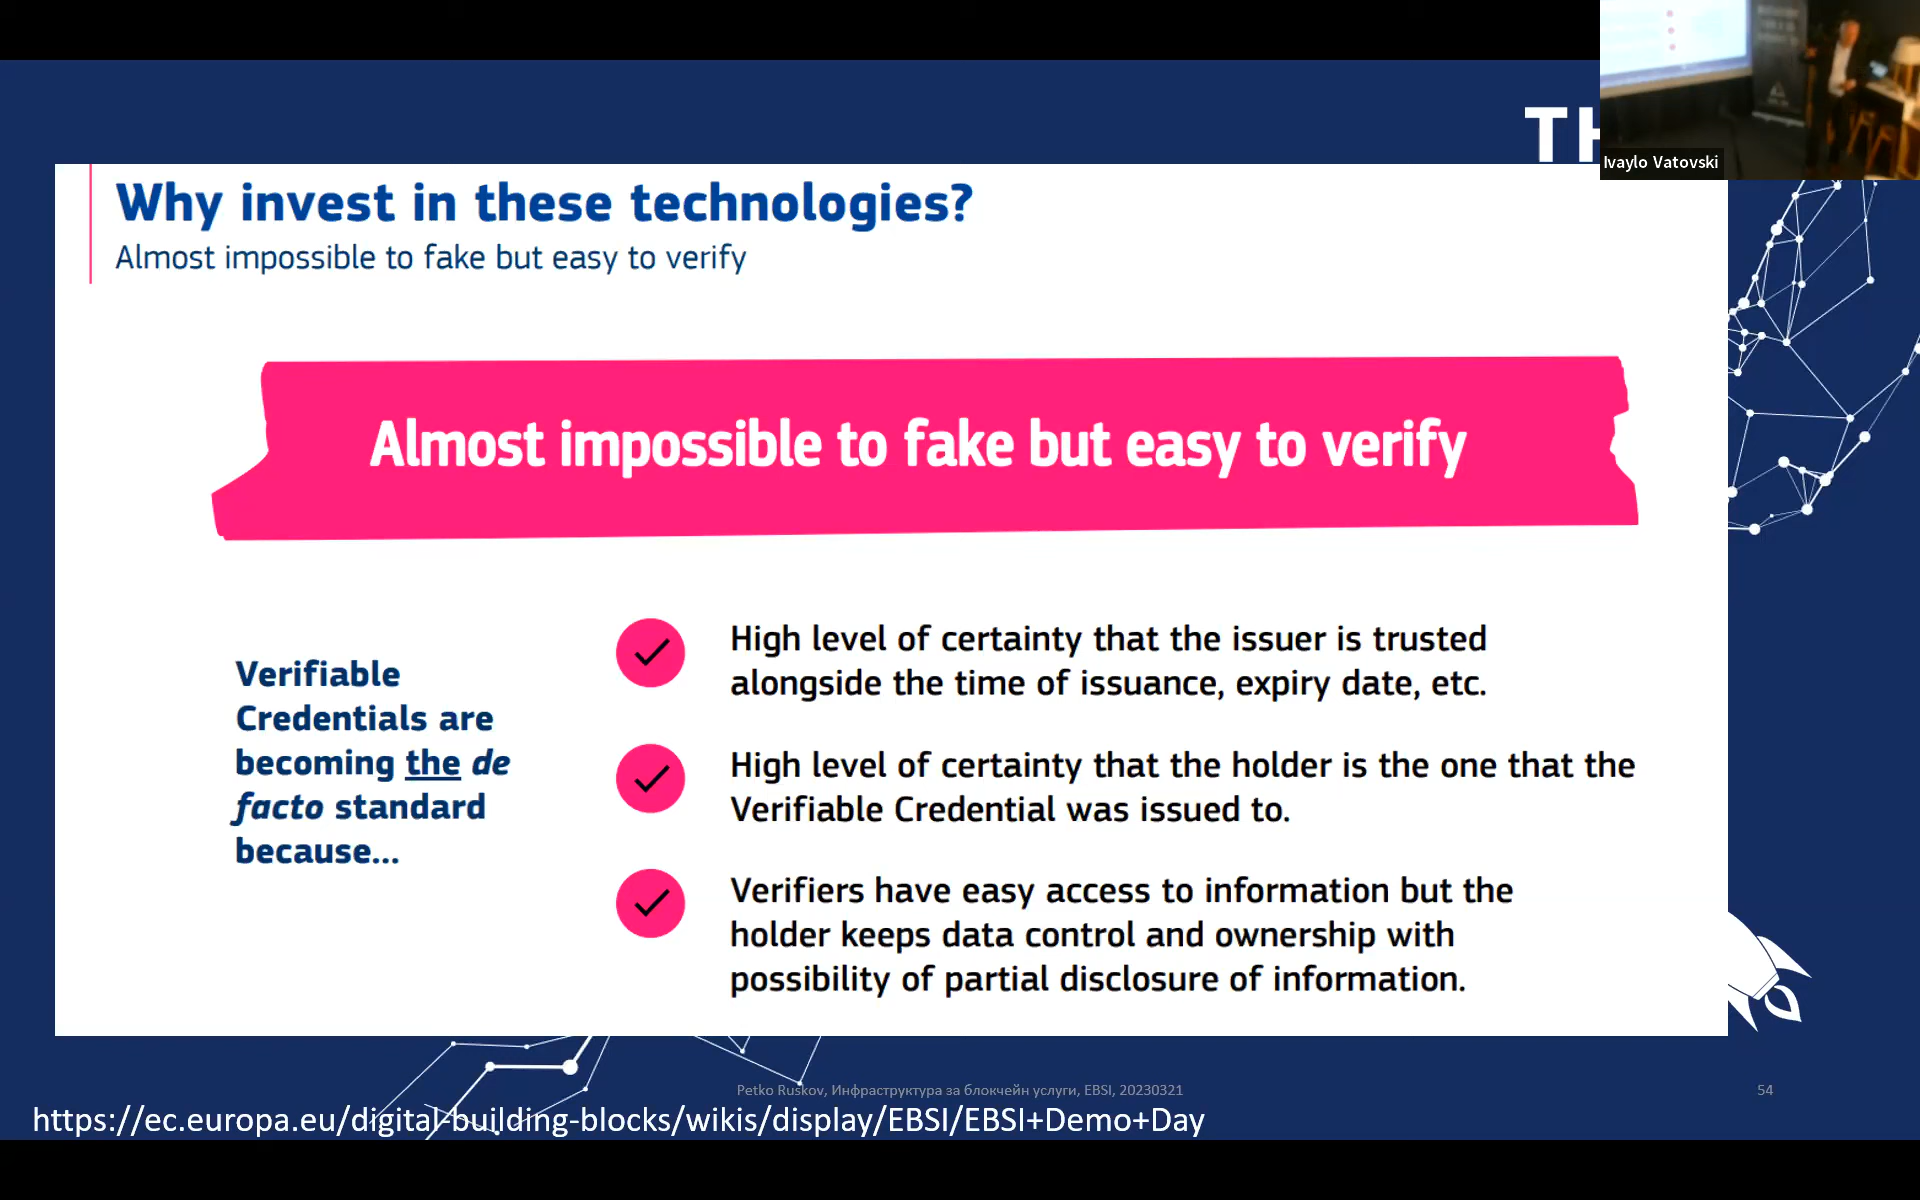 TH
Ivaylo Vatovski
Why invest in these technologies?
Almost impossible to fake but easy to verify
Almost impossible to fake but easy to verify
Verifiable
Credentials are
becoming the de
facto standard
because...
High level of certainty that the issuer is trusted
alongside the time of issuance, expiry date, etc.
High level of certainty that the holder is the one that the
Verifiable Credential was issued to.
Verifiers have easy access to information but the
holder keeps data control and ownership with
possibility of partial disclosure of information.
Petko Ruskov, Инфраструктура за блокчейн услуги, EBSI, 20230321
54
https://ec.europa.eu/digital-building-blocks/wikis/display/EBSI/EBSI+Demo+Day